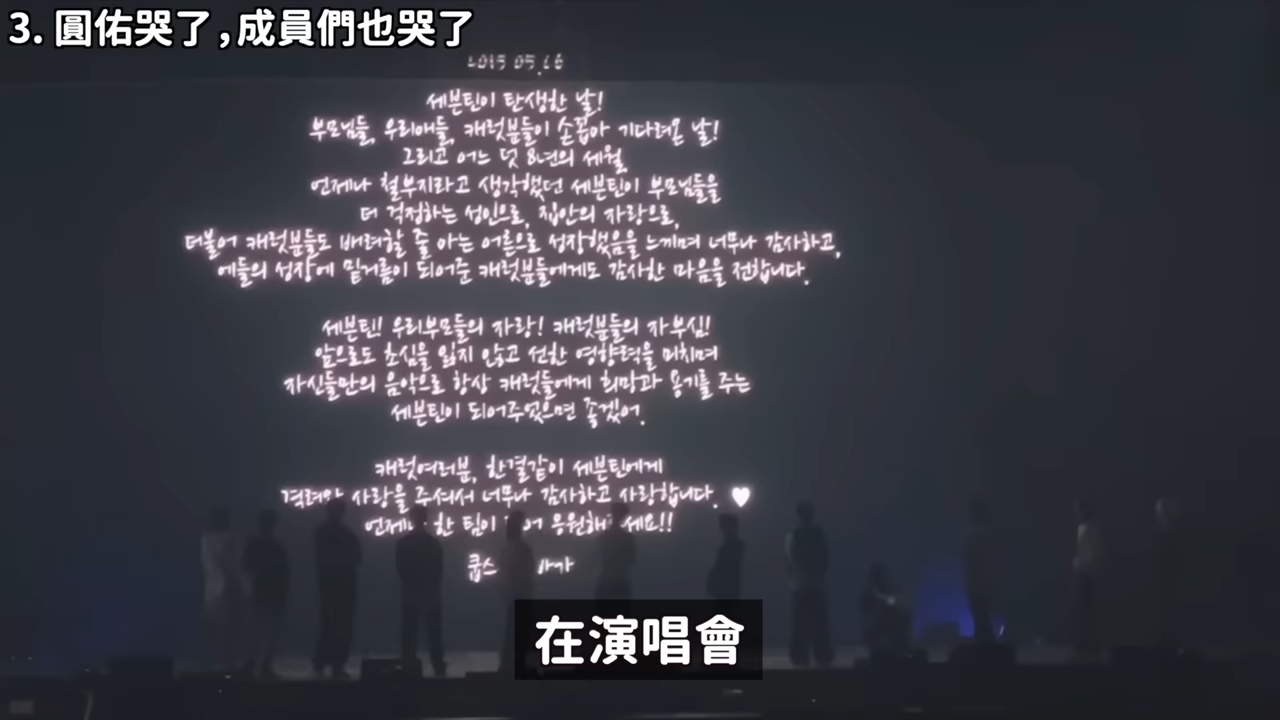 3. 圓佑哭了,成員們也哭了
2015.05.26
세븐틴이 탄생한 날!
부모님들, 우리애들, 캐럿분들이 손꼽아 기다려온 날!
그리고 어느 덧 8년의 세월,
언제나 철부지라고 생각했던 세븐틴이 부모님들을
더 걱정하는 성인으로, 집안의 자랑으로,
더불어 캐럿분들도 배려할 줄 아는 어른으로 성장했음을 느끼며 너무나 감사하고,
애들의 성장에 밑거름이 되어준 캐럿분들에게도 감사한 마음을 전합니다.
세븐틴! 우리부모들의 자랑! 캐럿분들의 자부심!
앞으로도 초심을 잃지 않고 선한 영향력을 미치며
자신들만의 음악으로 항상 캐럿들에게 희망과 용기를 주는
세븐틴이 되어주었으면 좋겠어.
캐럿여러분, 한결같이 세븐틴에게
격려와 사랑을 주셔서 너무나 감사하고 사랑합니다. ♥
한 팀이 세요!!
쿱스
在演唱會